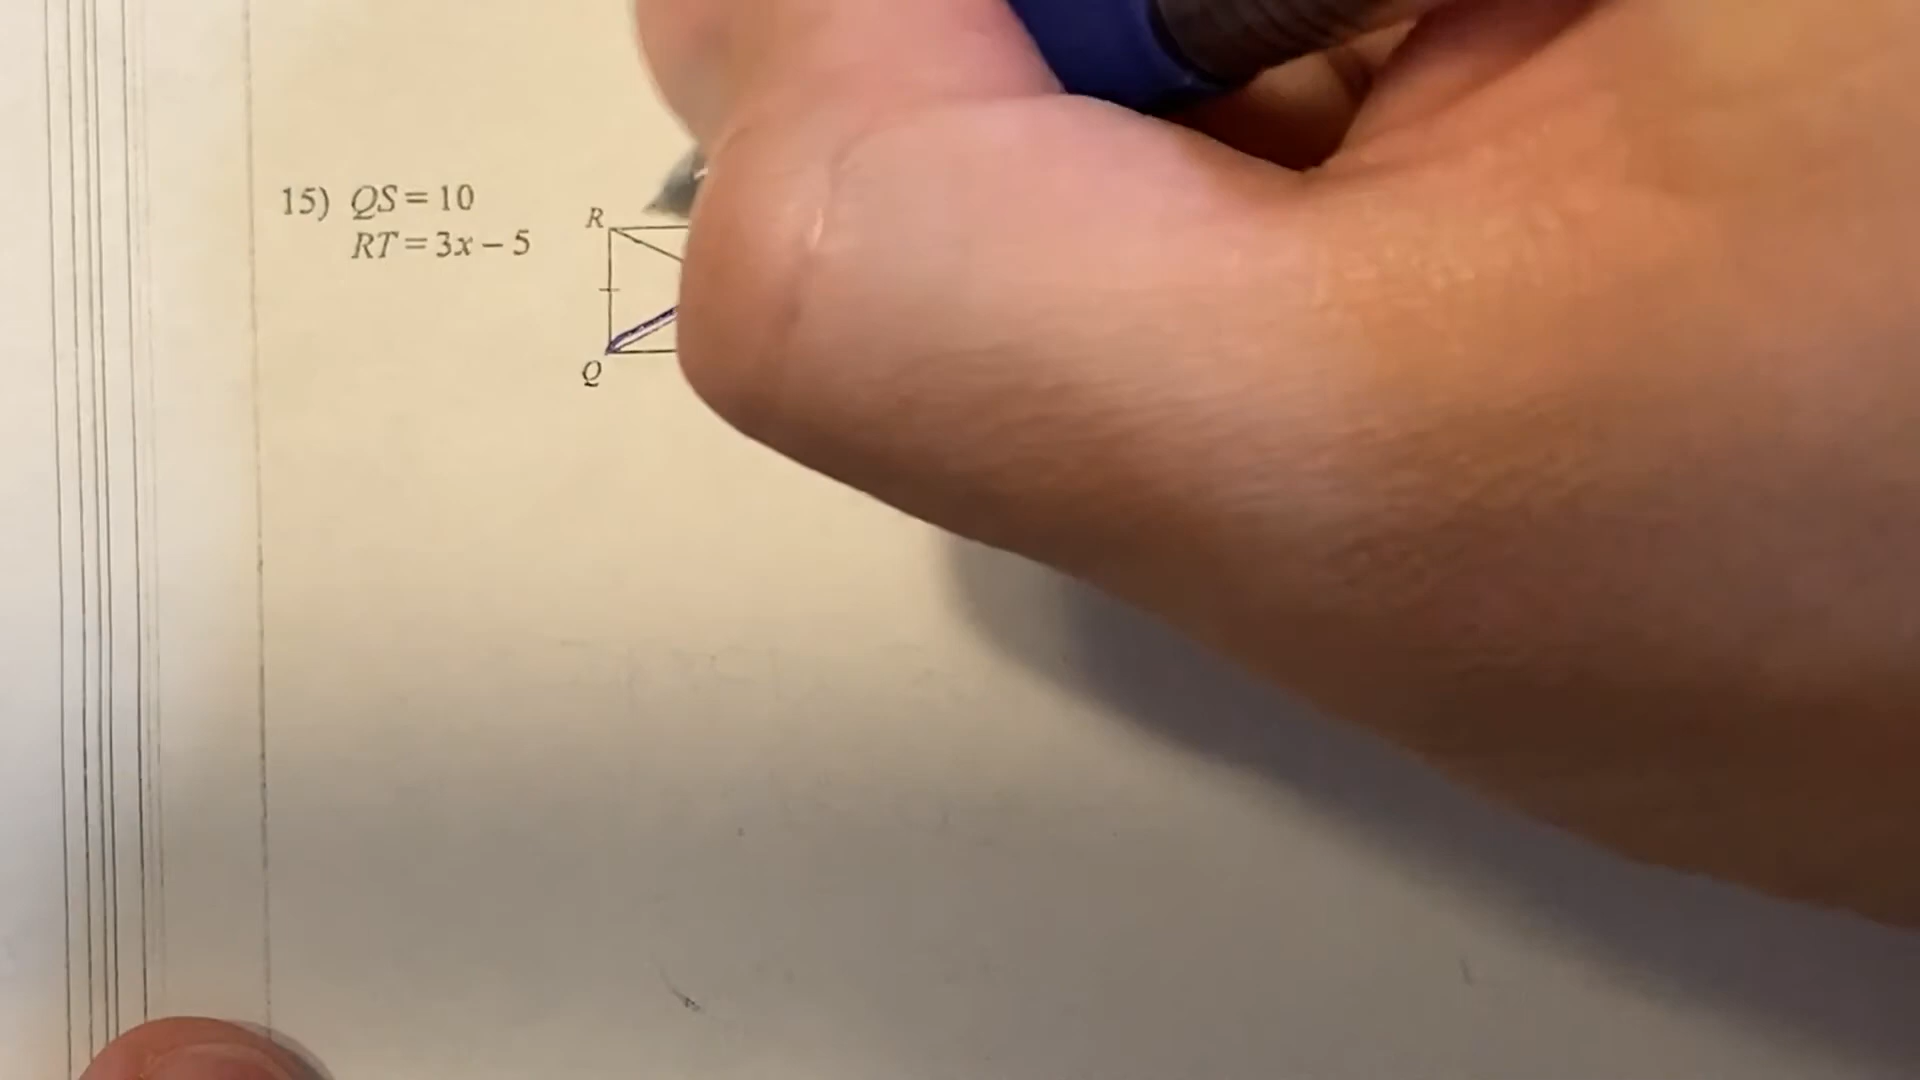 15) QS = 10
RT = 3x – 5
R
Q